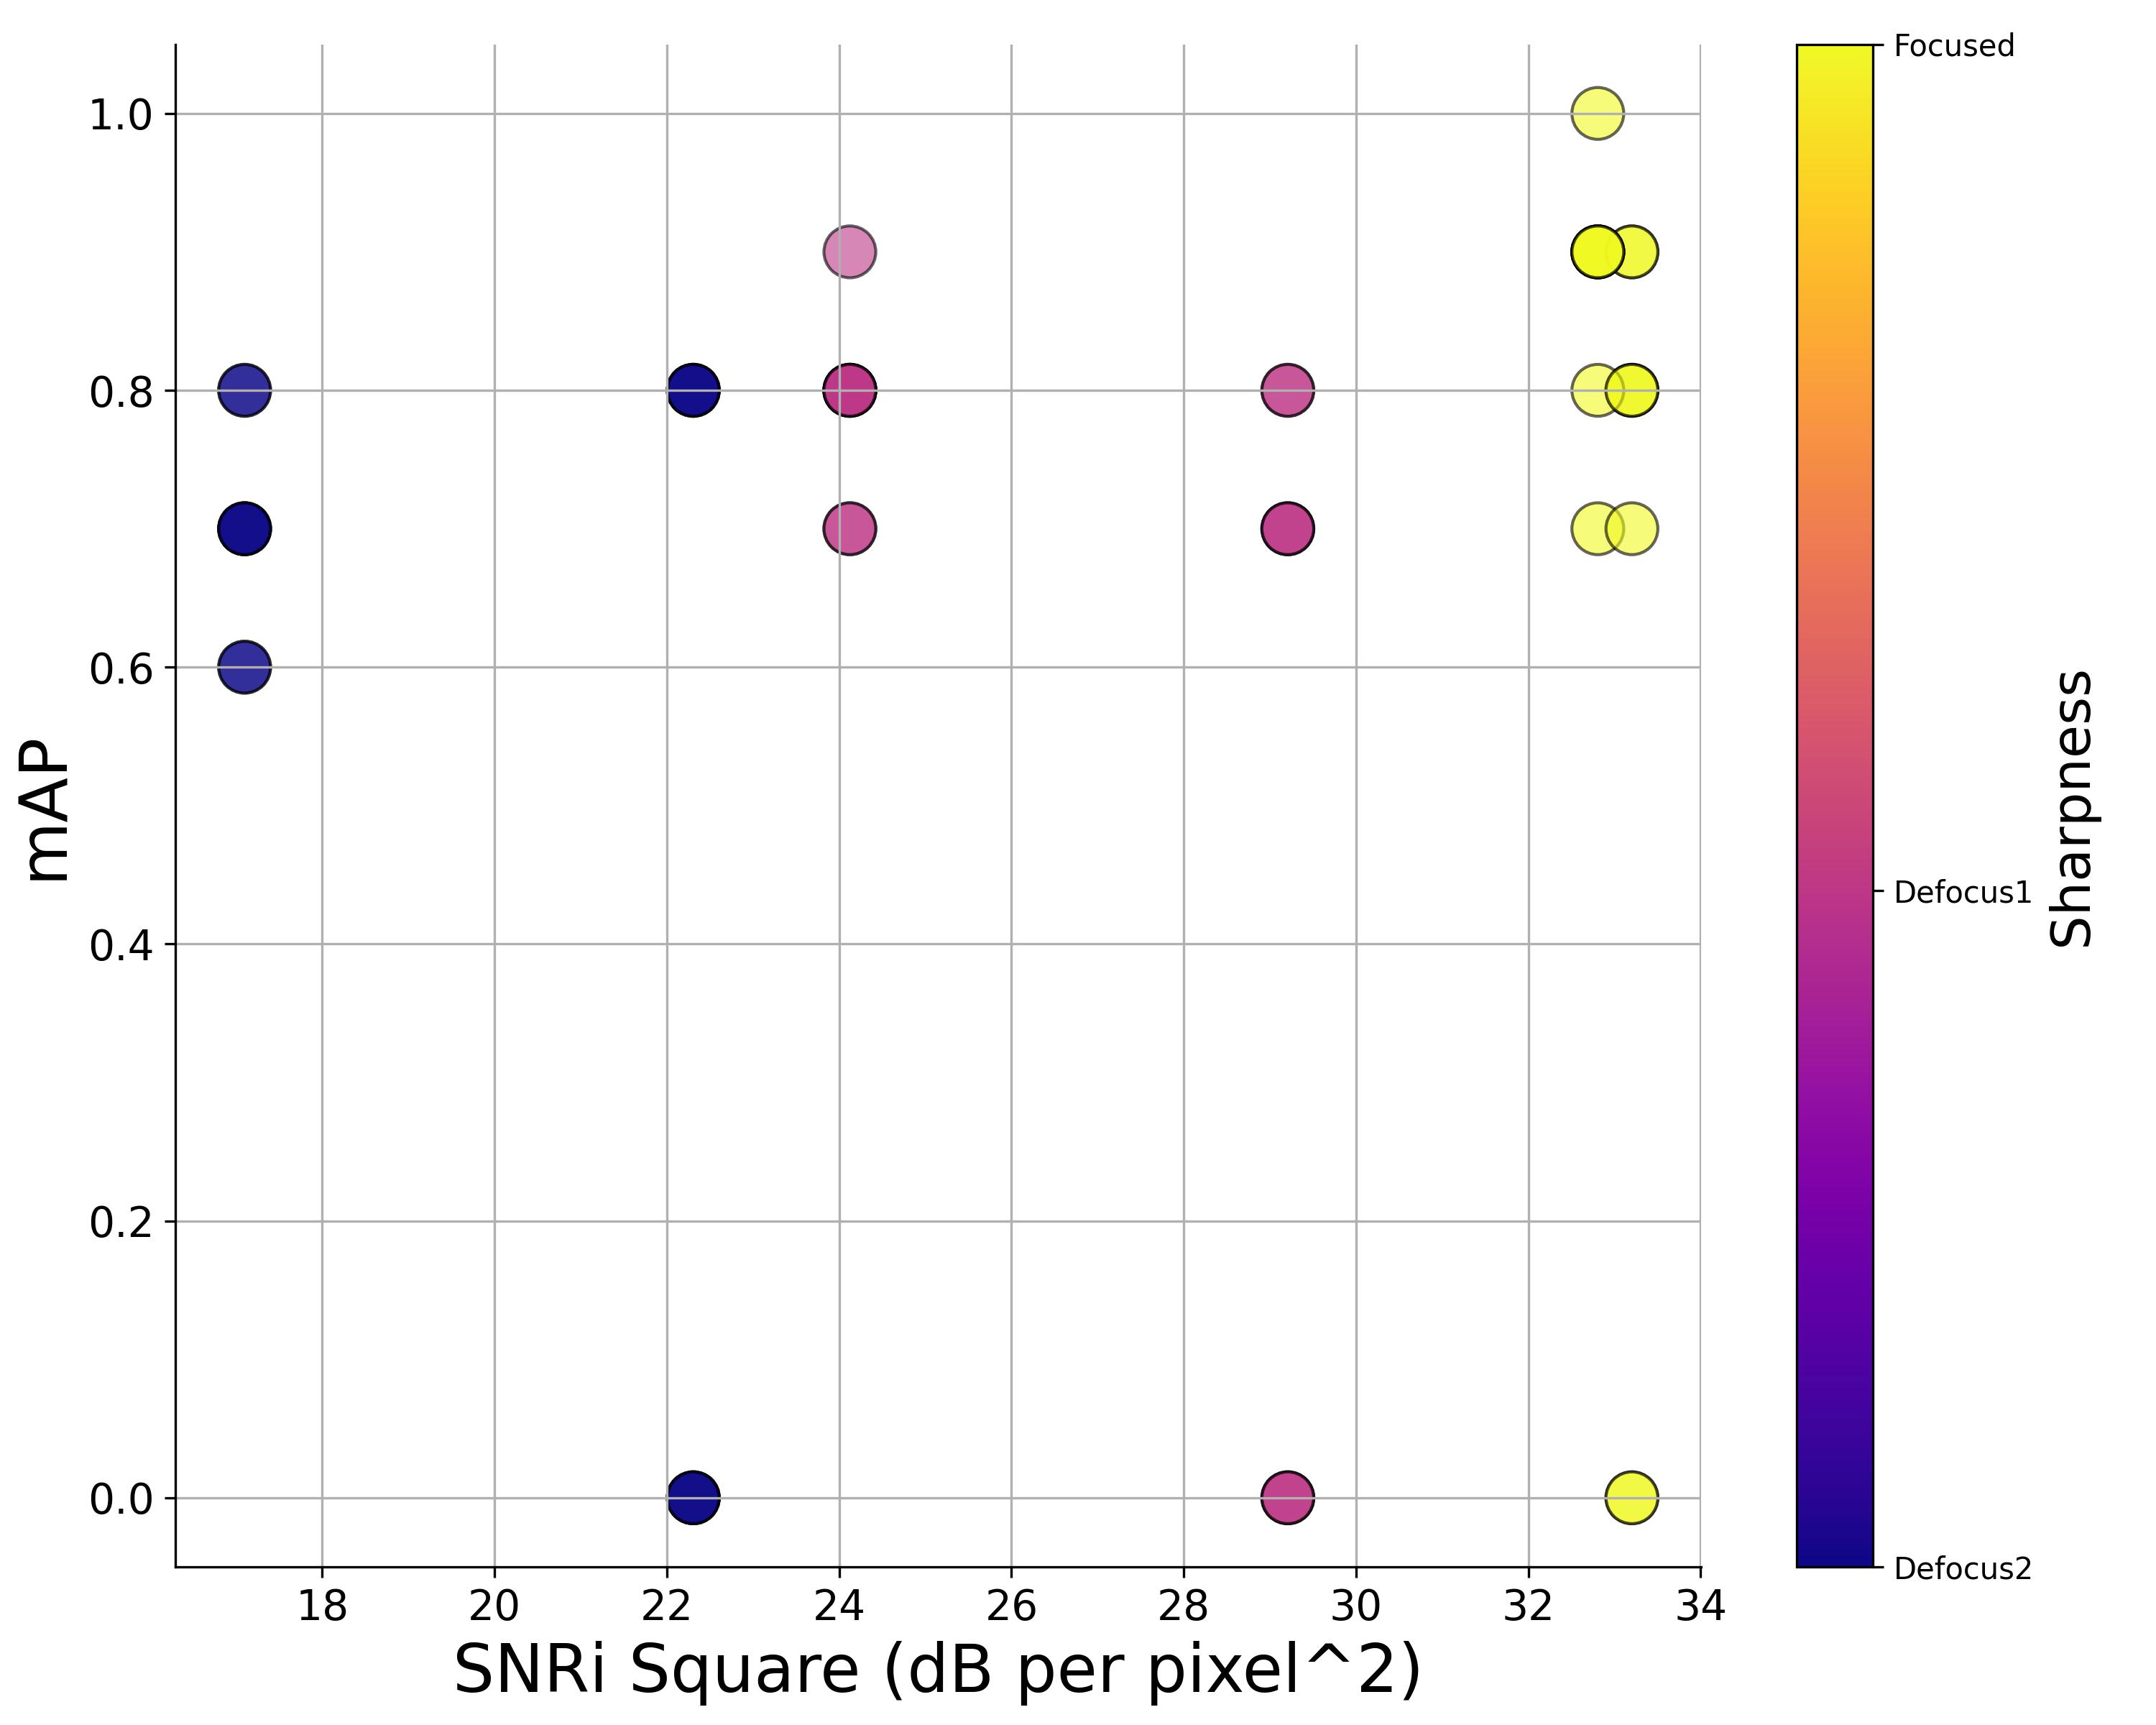 1.0
0.8
0.6
0.4
0.2
0.0
mAP
18 20 22 24 26 28 30 32 34
SNRi Square (dB per pixel^2)
Focused
Defocus1
Defocus2
Sharpness